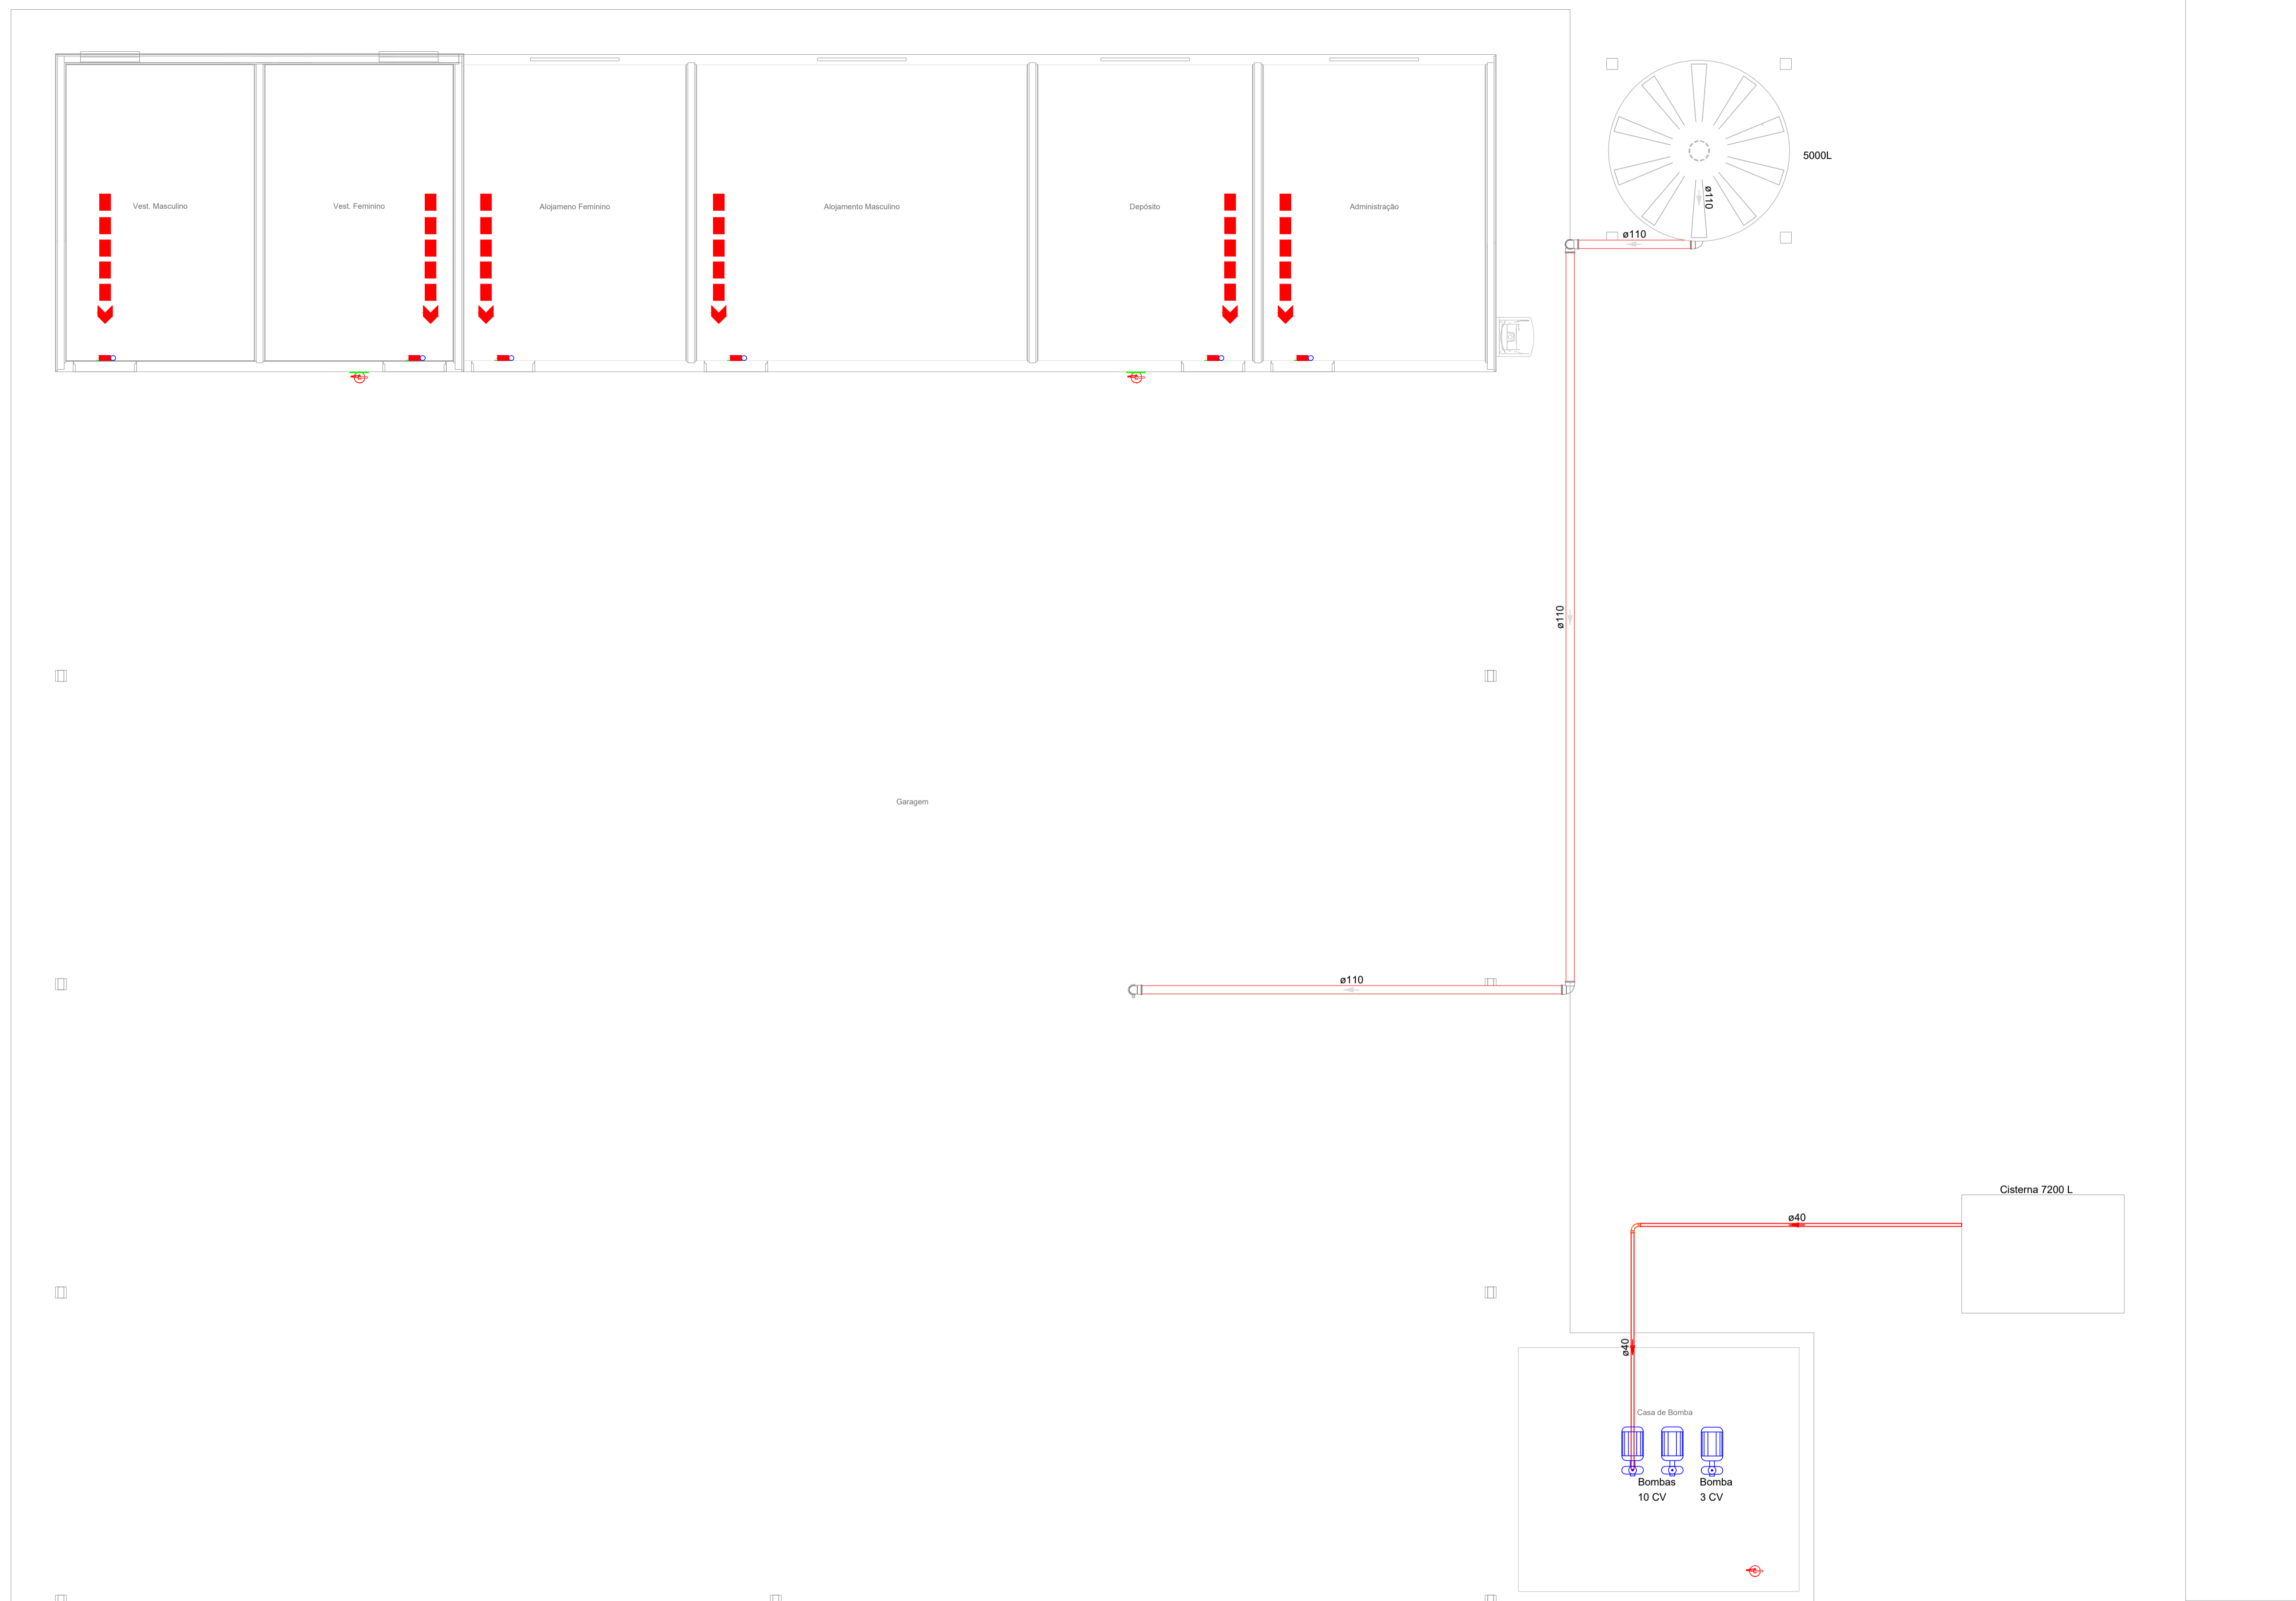 5000L
ø110
Vest. Masculino
Vest. Feminino
Alojameno Feminino
Alojamento Masculino
Depósito
Administração
ø110
ø110
Garagem
ø110
Cisterna 7200 L
ø40
ø40
Casa de Bomba
Bombas
10 CV
Bomba
3 CV